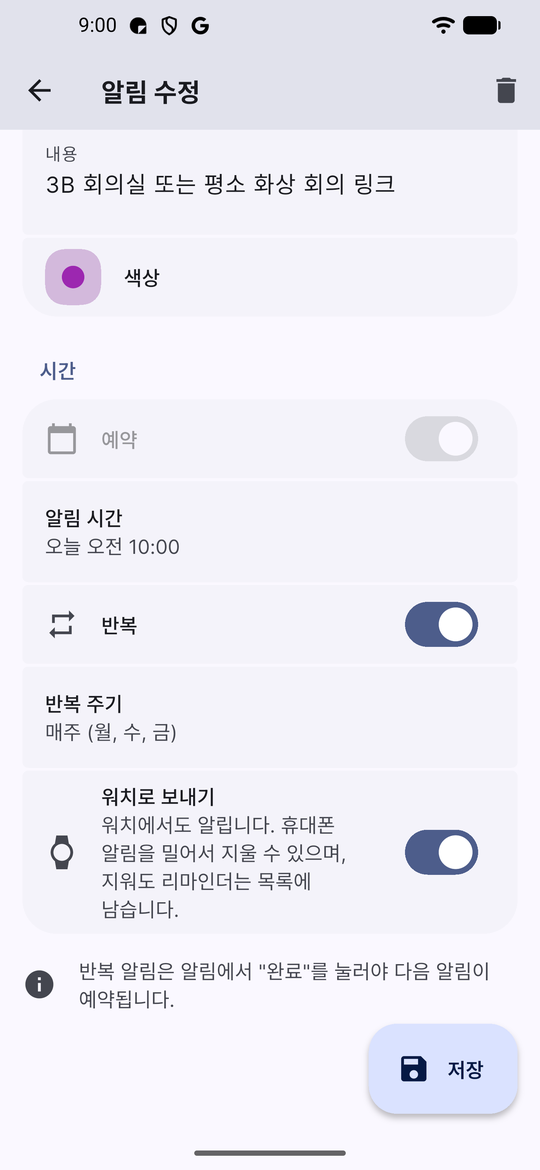 9:00
알림 수정
내용
3B 회의실 또는 평소 화상 회의 링크
색상
시간
예약
알림 시간
오늘 오전 10:00
반복
반복 주기
매주 (월, 수, 금)
워치로 보내기
워치에서도 알립니다. 휴대폰
알림을 밀어서 지울 수 있으며,
지워도 리마인더는 목록에
남습니다.
반복 알림은 알림에서 "완료"를 눌러야 다음 알림이
예약됩니다.
저장